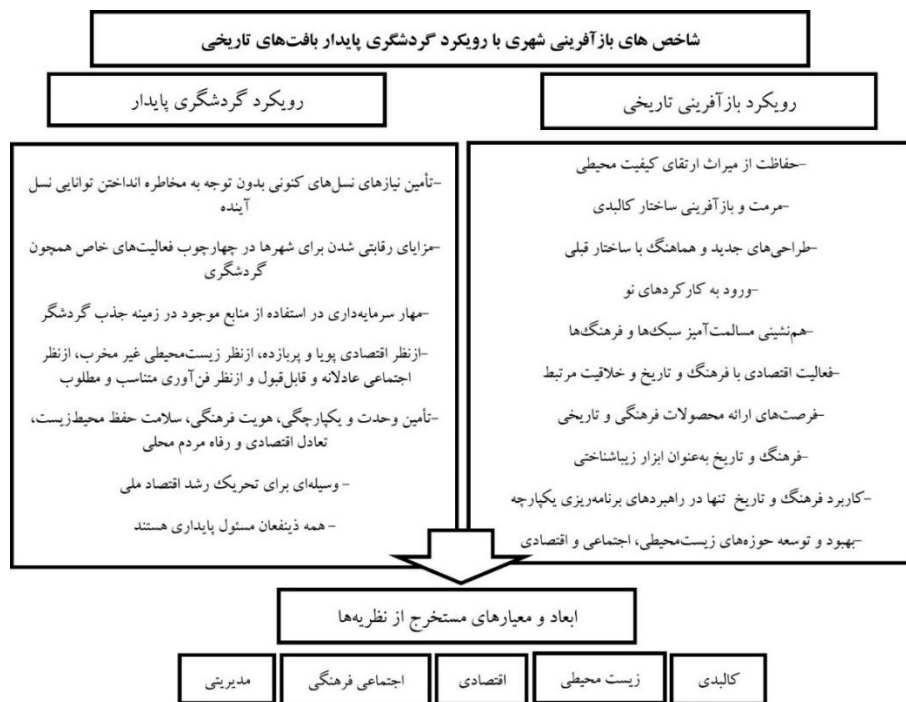 شاخص های بازآفرینی شهری با رویکرد گردشگری پایدار بافت‌های تاریخی
رویکرد بازآفرینی تاریخی
رویکرد گردشگری پایدار
-حفاظت از میراث ارتقای کیفیت محیطی
-مرمت و بازآفرینی ساختار کالبدی
-طراحی‌های جدید و هماهنگ با ساختار قبلی
-ورود به کارکردهای نو
-هم‌نشینی مسالمت‌آمیز سبک‌ها و فرهنگ‌ها
-فعالیت اقتصادی با فرهنگ و تاریخ و خلاقیت مرتبط
-فرصت‌های ارائه محصولات فرهنگی و تاریخی
-فرهنگ و تاریخ به‌عنوان ابزار زیباشناختی
-کاربرد فرهنگ و تاریخ تنها در راهبردهای برنامه‌ریزی یکپارچه
-بهبود و توسعه حوزه‌های زیست‌محیطی، اجتماعی و اقتصادی
-تأمین نیازهای نسل‌های کنونی بدون توجه به مخاطره انداختن توانایی نسل
آینده
-مزایای رقابتی شدن برای شهرها در چهارچوب فعالیت‌های خاص همچون
گردشگری
-مهار سرمایه‌داری در استفاده از منابع موجود در زمینه جذب گردشگر
-ازنظر اقتصادی پویا و پربازده، ازنظر زیست‌محیطی غیر مخرب، ازنظر
اجتماعی عادلانه و قابل‌قبول و ازنظر فن‌آوری متناسب و مطلوب
-تأمین وحدت و یکپارچگی، هویت فرهنگی، سلامت حفظ محیط‌زیست،
تعادل اقتصادی و رفاه مردم محلی
- وسیله‌ای برای تحریک رشد اقتصاد ملی
-همه ذینفعان مسئول پایداری هستند
ابعاد و معیارهای مستخرج از نظریه‌ها
کالبدی
زیست محیطی
اقتصادی
اجتماعی فرهنگی
مدیریتی